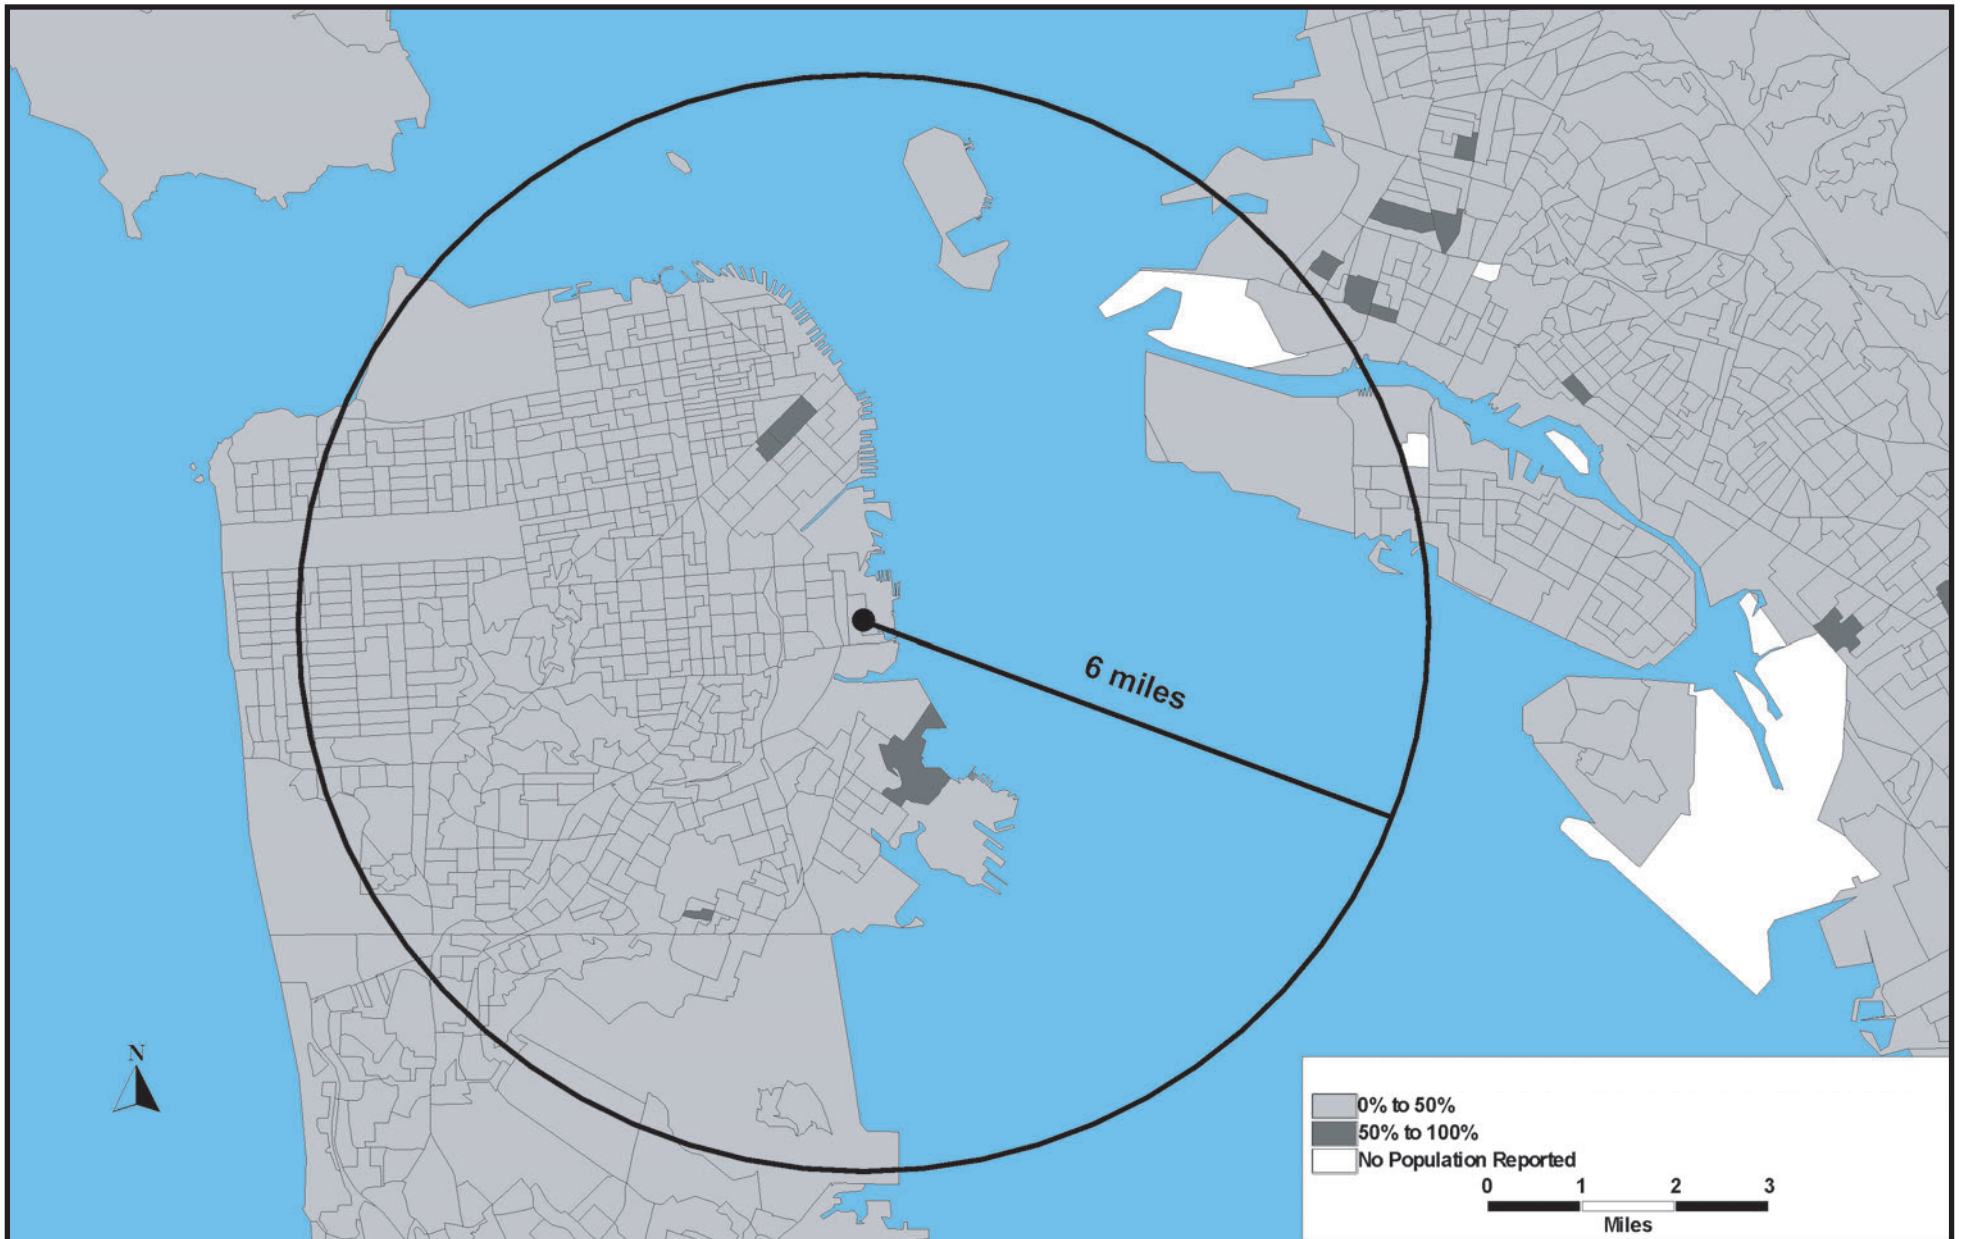 6 miles
N
0% to 50%
50% to 100%
No Population Reported
0 1 2 3
Miles